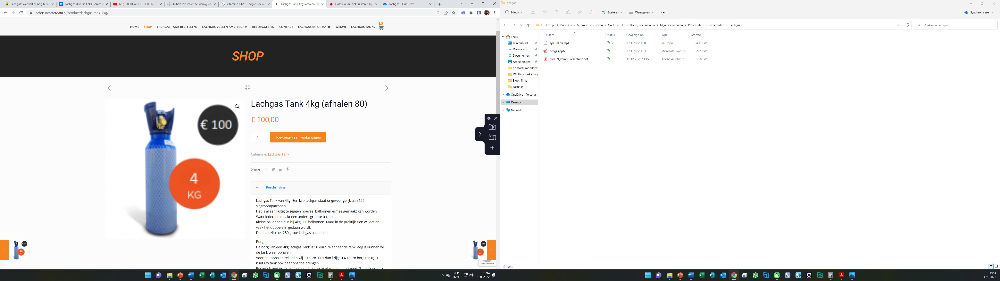 Lachgas: Wat valt er nog te la
Lachgas diverse links Gerard.d
(26) LACHGAS GEBRUIKEN, IS
Ik heb misschien te weinig vit
vitamine b12 - Google Zoeke
Lachgas Tank 4kg (afhalen 80
Klassieke muziek luisteren bij
Lachgas - OneDrive
lachgasamsterdam.nl/product/lachgas-tank-4kg/
HOME
SHOP
LACHGAS TANK BESTELLEN?
LACHGAS VULLEN AMSTERDAM
BEZORGGEBIED
CONTACT
LACHGAS INFORMATIE
WEGWERP LACHGAS TANKS
0
SHOP
€ 100
4
KG
Lachgas Tank 4kg (afhalen 80)
€ 100,00
1
Toevoegen aan winkelwagen
Categorie: Lachgas Tank
Share
Beschrijving
Lachgas Tank van 4kg. Een kilo lachgas staat ongeveer gelijk aan 125
slagroompatronen.
Het is alleen lastig te zeggen hoeveel ballonnen ermee gemaakt kan worden.
Want iedereen maakt een andere grootte ballon.
Kleine ballonnen dus bij 4kg 500 ballonnen. Maar in de praktijk zien wij dat er
vaak het dubbele in gedaan wordt.
Dan dan zijn het 250 grote lachgas ballonnen.
Borg.
De borg van een 4kg lachgas Tank is 50 euro. Wanneer de tank leeg is kunnen wij
de tank weer ophalen.
Voor het ophalen rekenen wij 10 euro. Dus dan krijgt u 40 euro borg terug. U
kunt uw tank ook naar ons toe brengen.
Bespreek met onze telefonist de handigste plek op dat moment. (ligt eraan waar
10
NLD
INTL
19:14
1-11-2022
Lachgas
Nieuw
Sorteren
Weergeven
Synchroniseren
Deze pc
Boot (C:)
Gebruikers
javan
OneDrive
De Hoop, documenten
Mijn documenten
Presentaties
presentaties
Lachgas
Zoeken in Lachgas
Thuis
Bureaublad
Downloads
Documenten
Afbeeldingen
Consortiumonderwi
DG Thuiswerk Omg
Eigen films
Lachgas
OneDrive - Personal
Deze pc
Netwerk
Naam
Status
Gewijzigd op
Type
Grootte
Jayh Ballon.mp4
1-11-2022 19:06
VLC.mp4
64.173 kB
Lachgas.pptx
1-11-2022 17:36
Microsoft PowerPo...
2.013 kB
Laura-Nijkamp-Presentatie.pdf
30-12-2020 11:15
Adobe Acrobat-d...
1.068 kB
3 items
19:14
1-11-2022